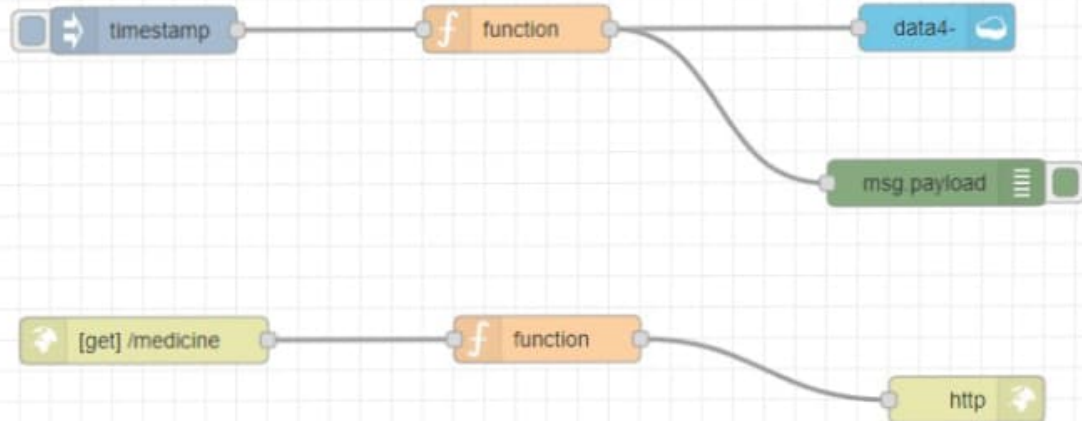 timestamp
function
data4-
msg.payload
[get] /medicine
function
http